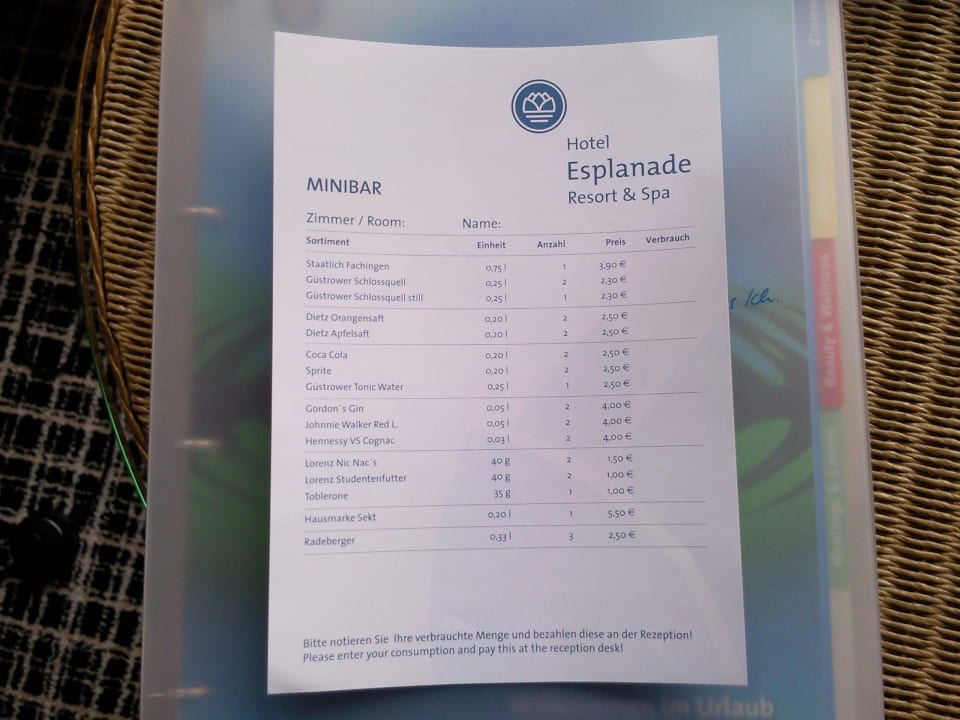 Hotel
Esplanade
Resort & Spa
MINIBAR
Zimmer / Room: Name:
Sortiment Einheit Anzahl Preis Verbrauch
Staatlich Fachingen 0,75 l 1 3,90 €
Güstrower Schlossquell 0,25 l 2 2,30 €
Güstrower Schlossquell still 0,25 l 1 2,30 €
Dietz Orangensaft 0,20 l 2 2,50 €
Dietz Apfelsaft 0,20 l 2 2,50 €
Coca Cola 0,20 l 2 2,50 €
Sprite 0,20 l 2 2,50 €
Güstrower Tonic Water 0,25 l 1 2,50 €
Gordon´s Gin 0,05 l 2 4,00 €
Johnnie Walker Red L. 0,05 l 2 4,00 €
Hennessy VS Cognac 0,03 l 2 4,00 €
Lorenz Nic Nac´s 40 g 2 1,50 €
Lorenz Studentenfutter 40 g 2 1,00 €
Toblerone 35 g 1 1,00 €
Hausmarke Sekt 0,20 l 1 5,50 €
Radeberger 0,33 l 3 2,50 €
Bitte notieren Sie Ihre verbrauchte Menge und bezahlen diese an der Rezeption!
Please enter your consumption and pay this at the reception desk!
Ich.
Beauty & Wellness
im Urlaub